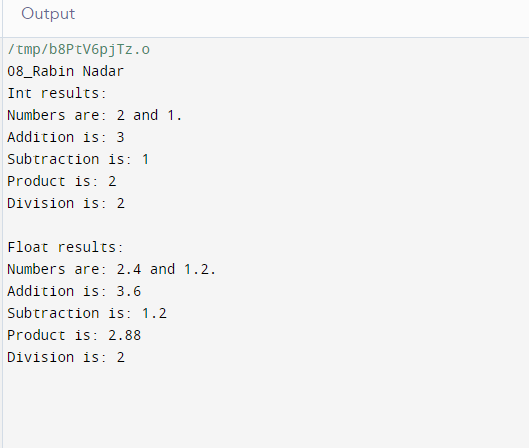 Output
/tmp/b8PtV6pjTz.o
08_Rabin Nadar
Int results:
Numbers are: 2 and 1.
Addition is: 3
Subtraction is: 1
Product is: 2
Division is: 2
Float results:
Numbers are: 2.4 and 1.2.
Addition is: 3.6
Subtraction is: 1.2
Product is: 2.88
Division is: 2